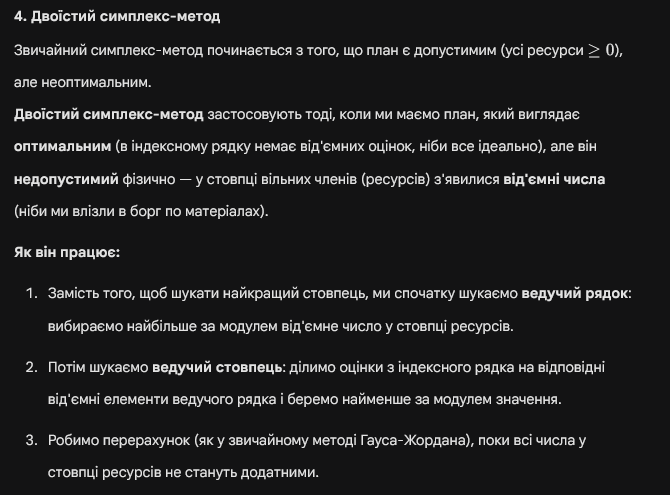 4. Двоїстий симплекс-метод
Звичайний симплекс-метод починається з того, що план є допустимим (усі ресурси ≥ 0),
але неоптимальним.
Двоїстий симплекс-метод застосовують тоді, коли ми маємо план, який виглядає
оптимальним (в індексному рядку немає від'ємних оцінок, ніби все ідеально), але він
недопустимий фізично — у стовпці вільних членів (ресурсів) з'явилися від'ємні числа
(ніби ми влізли в борг по матеріалах).
Як він працює:
1. Замість того, щоб шукати найкращий стовпець, ми спочатку шукаємо ведучий рядок:
вибираємо найбільше за модулем від'ємне число у стовпці ресурсів.
2. Потім шукаємо ведучий стовпець: ділимо оцінки з індексного рядка на відповідні
від'ємні елементи ведучого рядка і беремо найменше за модулем значення.
3. Робимо перерахунок (як у звичайному методі Гауса-Жордана), поки всі числа у
стовпці ресурсів не стануть додатними.